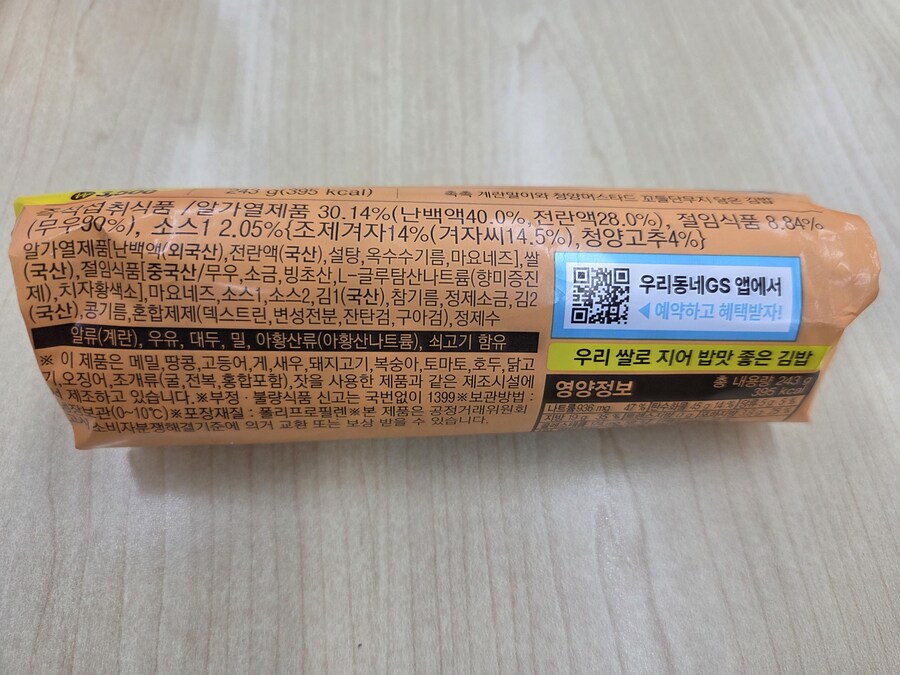 ₩3,500
243 g(395 kcal)
촉촉 계란말이와 청양머스타드 꼬들단무지 담은 김밥
즉석섭취식품 /알가열제품 30.14%(난백액40.0%,전란액28.0%), 절임식품 8.84%
(무우90%), 소스1 2.05%{조제겨자14%(겨자씨14.5%),청양고추4%}
알가열제품[난백액(외국산),전란액(국산),설탕,옥수수기름,마요네즈],쌀
(국산),절임식품[중국산/무우,소금,빙초산,L-글루탐산나트륨(향미증진
제),치자황색소],마요네즈,소스1,소스2,김1(국산),참기름,정제소금,김2
(국산),콩기름,혼합제제(덱스트린,변성전분,잔탄검,구아검),정제수
알류(계란), 우유, 대두, 밀, 아황산류(아황산나트륨), 쇠고기 함유
※ 이 제품은 메밀,땅콩,고등어,게,새우,돼지고기,복숭아,토마토,호두,닭고
기,오징어,조개류(굴,전복,홍합포함),잣을 사용한 제품과 같은 제조시설에
서 제조하고 있습니다.※부정·불량식품 신고는 국번없이 1399※보관방법 :
보관(0~10℃)※포장재질 : 폴리프로필렌※본 제품은 공정거래위원회
소비자분쟁해결기준에 의거 교환 또는 보상 받을 수 있습니다.
우리동네GS 앱에서
◀ 예약하고 혜택받자!
우리 쌀로 지어 밥맛 좋은 김밥
영양정보
총 내용량 243 g
395 kcal
나트륨936 mg 47 %
지방 19 g 35 %